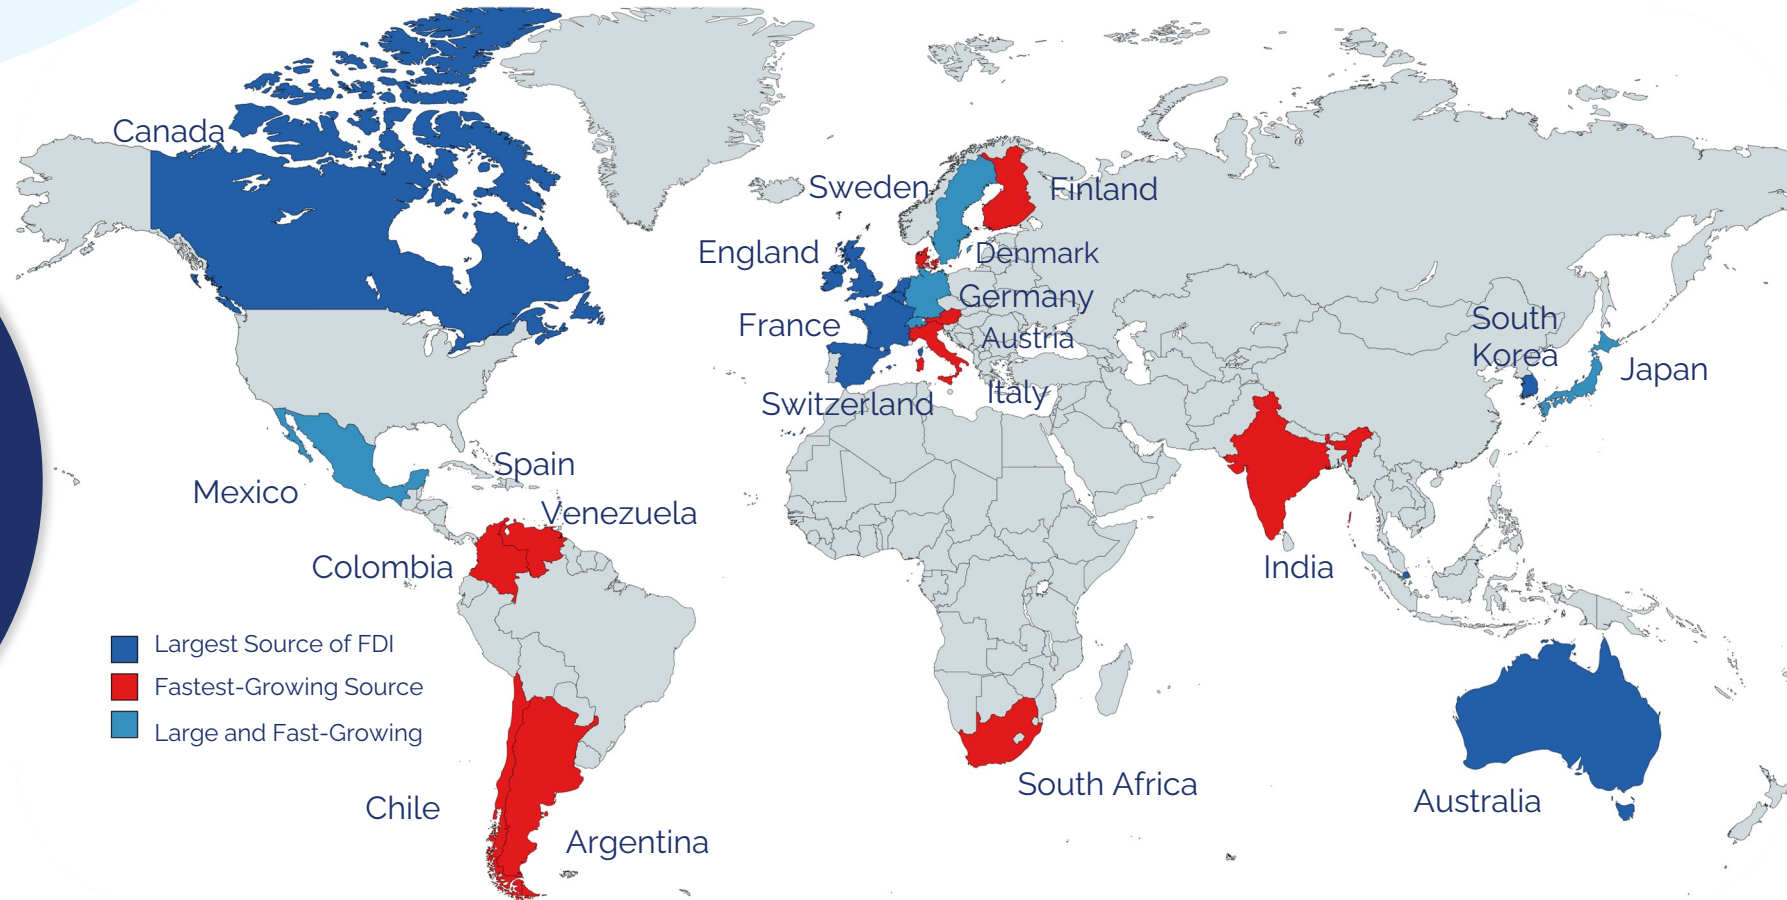 Canada
Sweden
Finland
England
Denmark
Germany
France
Austria
South
Korea
Japan
Italy
Switzerland
Spain
Mexico
Venezuela
Colombia
India
Largest Source of FDI
Fastest-Growing Source
Large and Fast-Growing
South Africa
Australia
Chile
Argentina